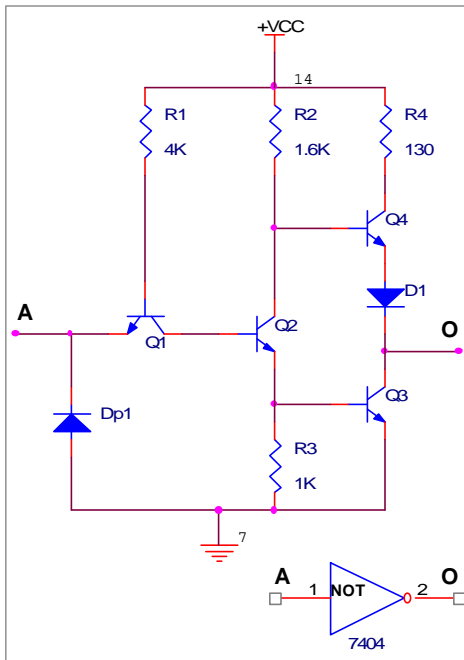 +VCC
14
R1
R2
R4
4K
1.6K
130
Q4
D1
A
O
Q1
Q2
Q3
Dp1
R3
1K
7
A
O
1
NOT
2
7404